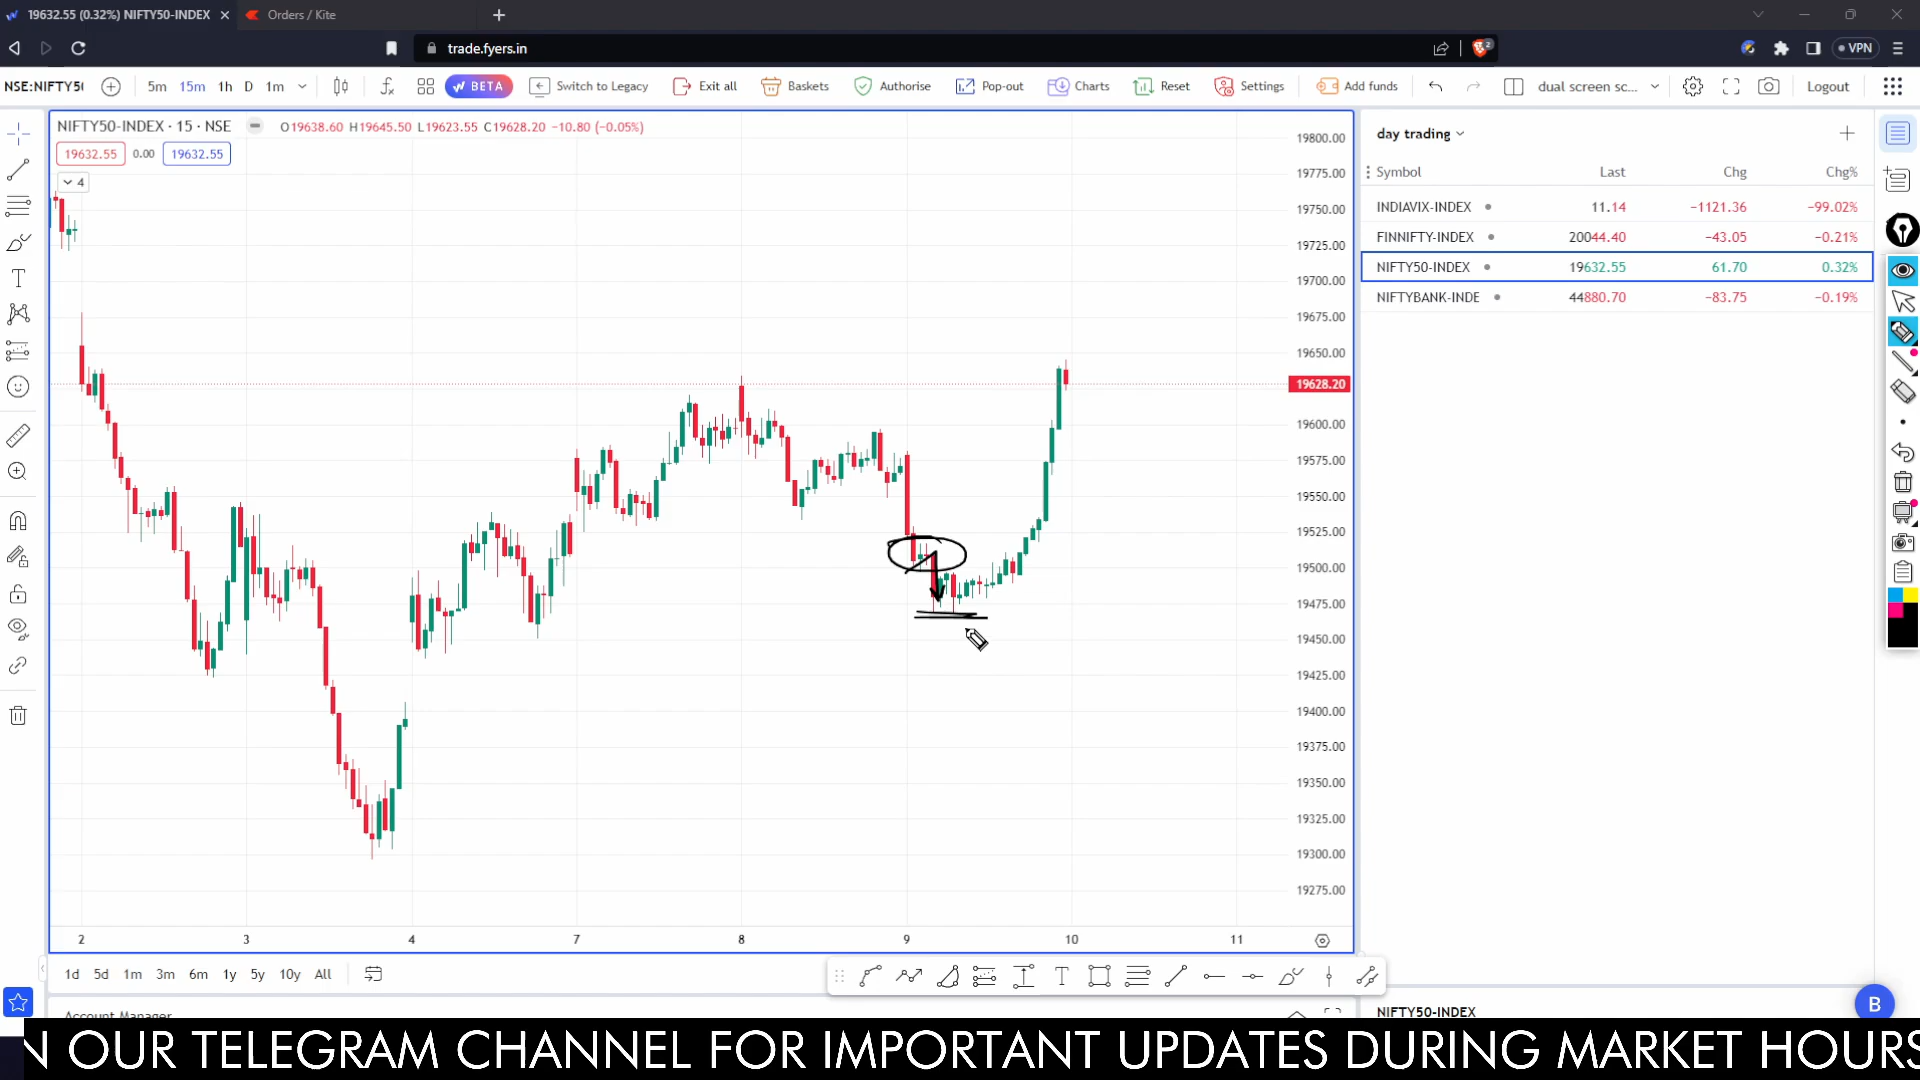 19632.55 (0.32%) NIFTY50-INDEX
Orders / Kite
trade.fyers.in
2
VPN
NSE:NIFTY50
5m 15m 1h D 1m
BETA
Switch to Legacy
Exit all
Baskets
Authorise
Pop-out
Charts
Reset
Settings
Add funds
dual screen sc...
Logout
NIFTY50-INDEX · 15 · NSE
O19638.60 H19645.50 L19623.55 C19628.20 −10.80 (−0.05%)
19632.55 0.00 19632.55
4
19800.00
19775.00
19750.00
19725.00
19700.00
19675.00
19650.00
19628.20
19600.00
19575.00
19550.00
19525.00
19500.00
19475.00
19450.00
19425.00
19400.00
19375.00
19350.00
19325.00
19300.00
19275.00
2 3 4 7 8 9 10 11
1d 5d 1m 3m 6m 1y 5y 10y All
day trading
Symbol Last Chg Chg%
INDIAVIX-INDEX 11.14 −1121.36 −99.02%
FINNIFTY-INDEX 20044.40 −43.05 −0.21%
NIFTY50-INDEX 19632.55 61.70 0.32%
NIFTYBANK-INDE 44880.70 −83.75 −0.19%
B
Account Manager
NIFTY50-INDEX
N OUR TELEGRAM CHANNEL FOR IMPORTANT UPDATES DURING MARKET HOURS